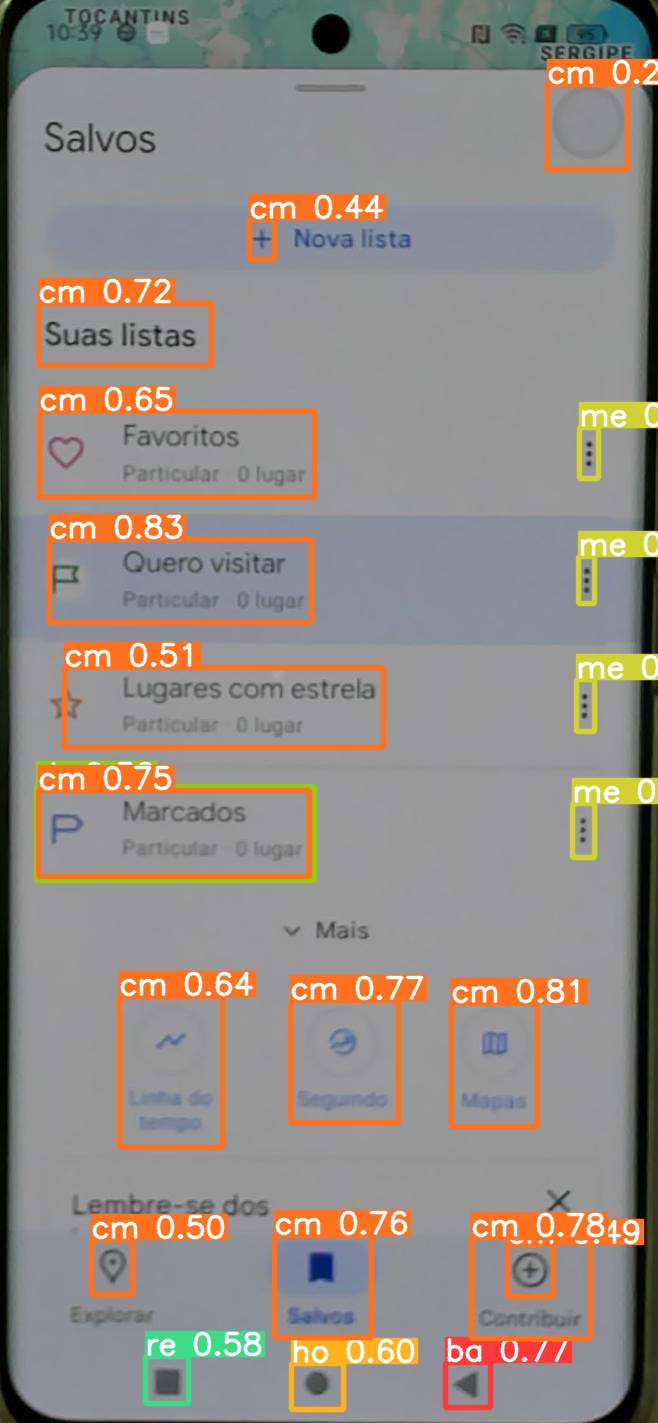 TOCANTINS
10:39
95
SERGIPE
cm 0.2
Salvos
cm 0.44
+ Nova lista
cm 0.72
Suas listas
cm 0.65
Favoritos
Particular · 0 lugar
me 0
cm 0.83
Quero visitar
Particular · 0 lugar
me 0
cm 0.51
Lugares com estrela
Particular · 0 lugar
me 0
cm 0.75
Marcados
Particular · 0 lugar
me 0
Mais
cm 0.64 cm 0.77 cm 0.81
Linha do tempo
Seguindo
Mapas
Lembre-se dos
cm 0.50 cm 0.76 cm 0.78 49
Explorar Salvos Contribuir
re 0.58 ho 0.60 ba 0.77